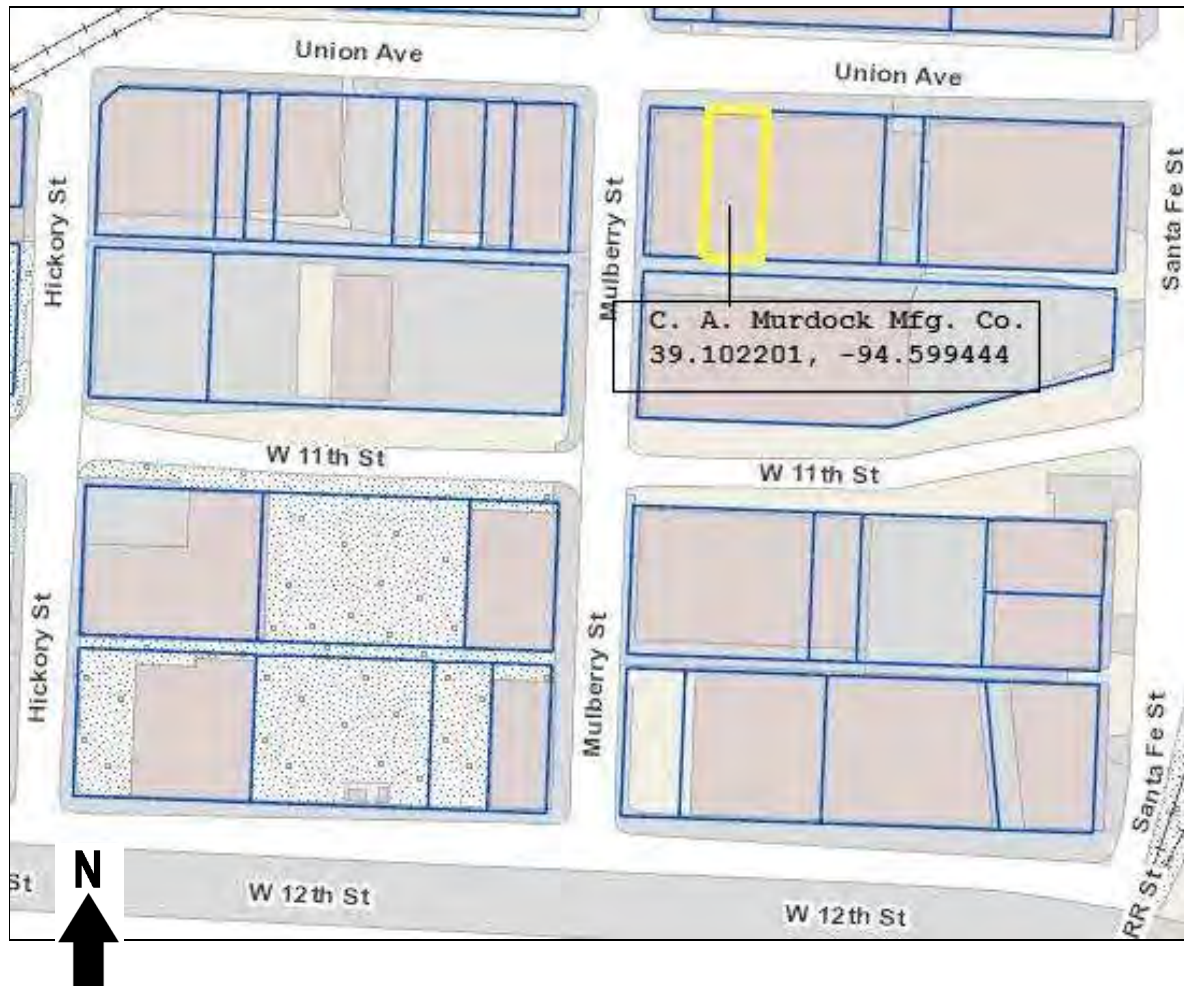 Union Ave
Union Ave
Hickory St
Mulberry St
Santa Fe St
C. A. Murdock Mfg. Co.
39.102201, -94.599444
W 11th St
W 11th St
Hickory St
Mulberry St
Santa Fe St
RR St
St
N
W 12th St
W 12th St